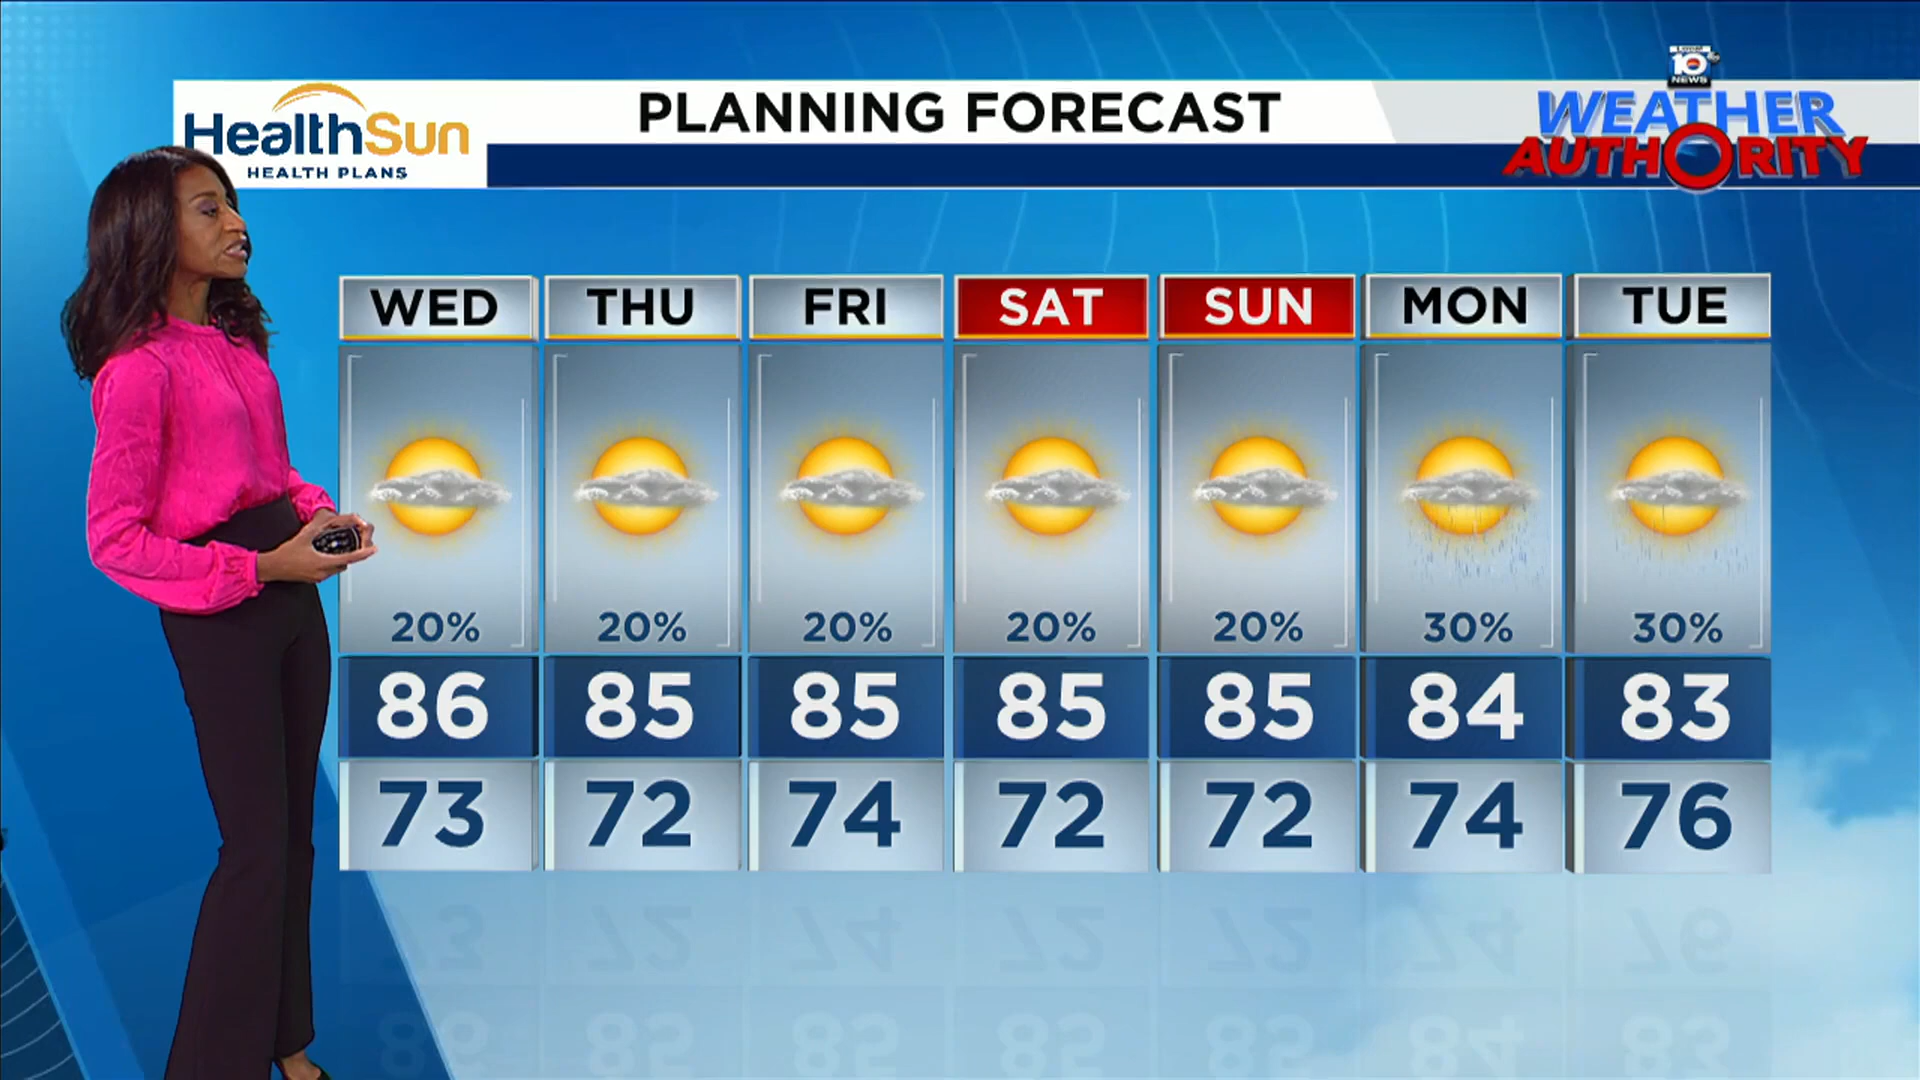 HealthSun
HEALTH PLANS
PLANNING FORECAST
10
NEWS
WEATHER
AUTHORITY
WED THU FRI SAT SUN MON TUE
20% 20% 20% 20% 20% 30% 30%
86 85 85 85 85 84 83
73 72 74 72 72 74 76